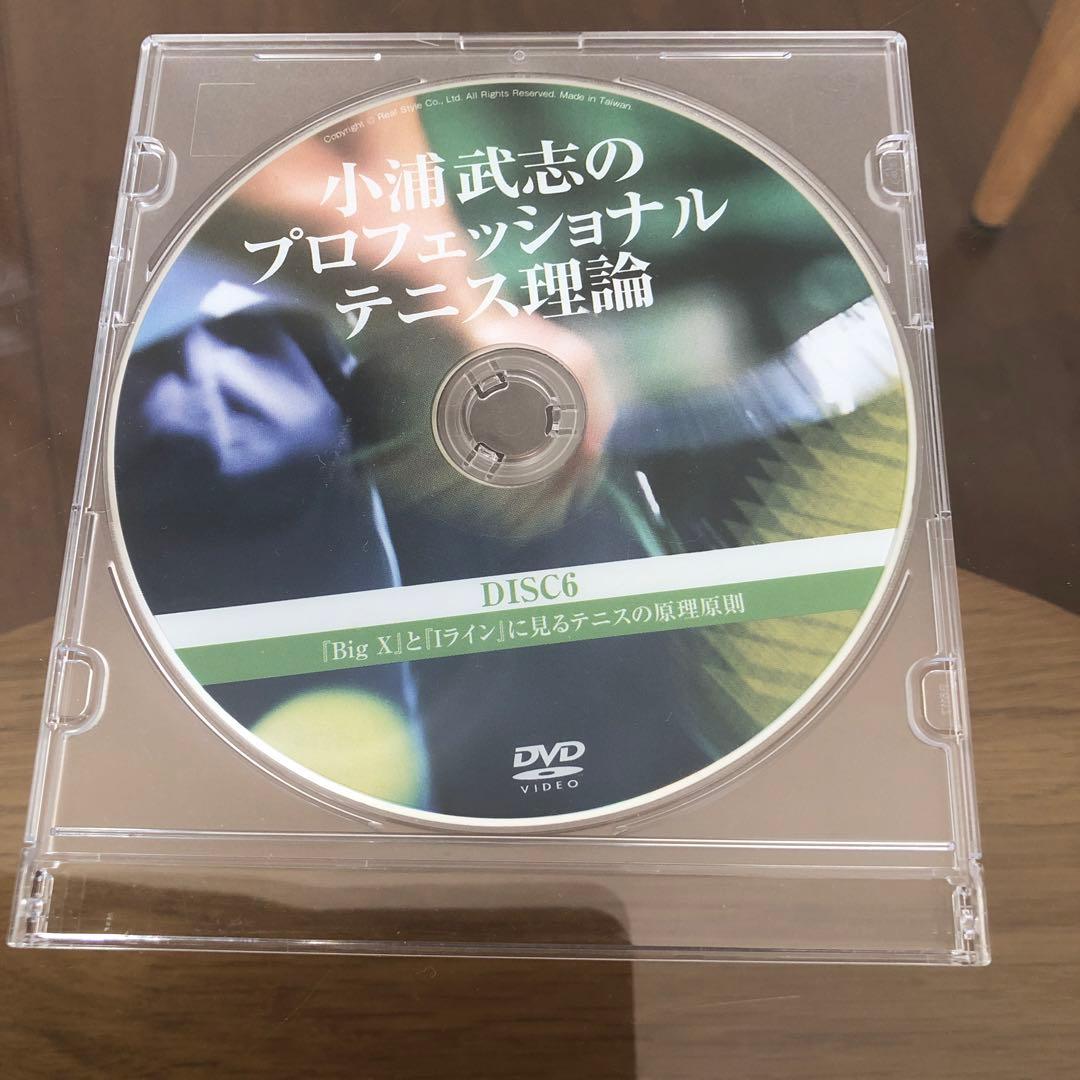 Copyright © Real Style Co., Ltd. All Rights Reserved. Made in Taiwan.
小浦武志の
プロフェッショナル
テニス理論
DISC6
『Big X』と『Iライン』に見るテニスの原理原則
DVD
VIDEO